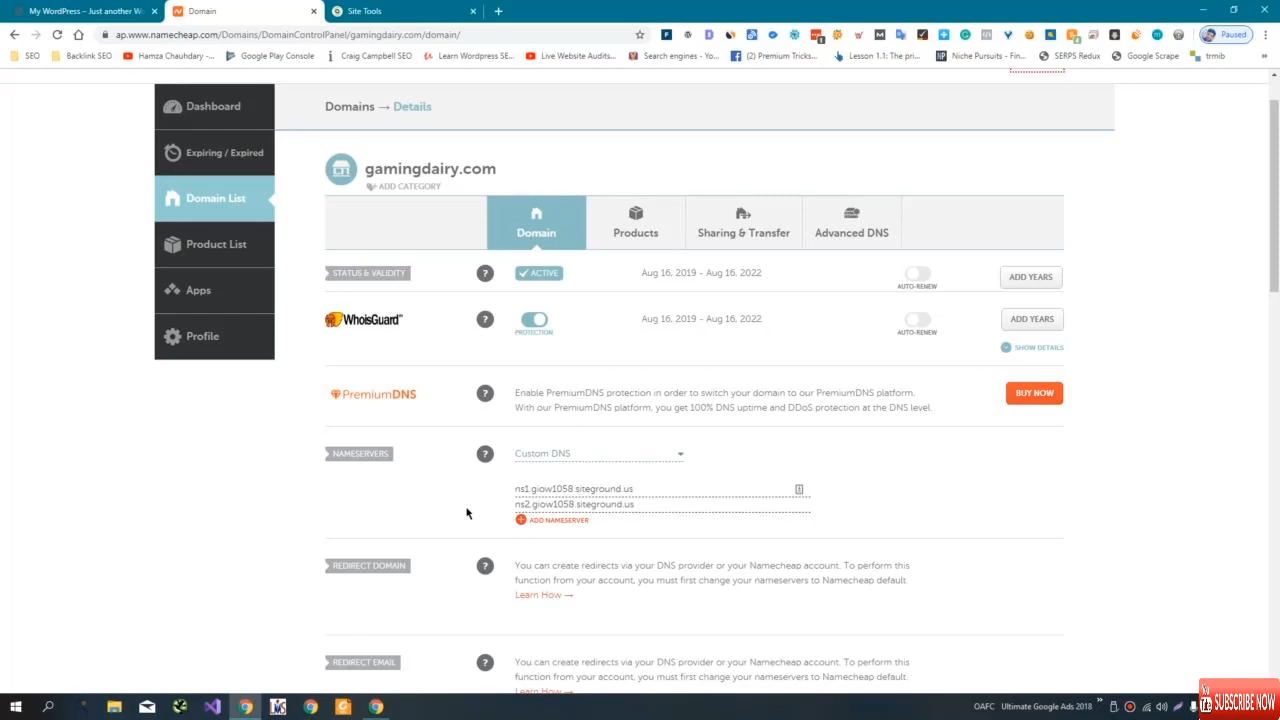 My WordPress – Just another Wo
Domain
Site Tools
ap.www.namecheap.com/Domains/DomainControlPanel/gamingdairy.com/domain/
Paused
SEO
Backlink SEO
Hamza Chauhdary -...
Google Play Console
Craig Campbell SEO
Learn Wordpress SE...
Live Website Audits...
Search engines - Yo...
(2) Premium Tricks...
Lesson 1.1: The pri...
Niche Pursuits - Fin...
SERPS Redux
Google Scrape
trmib
Dashboard
Expiring / Expired
Domain List
Product List
Apps
Profile
Domains → Details
gamingdairy.com
ADD CATEGORY
Domain
Products
Sharing & Transfer
Advanced DNS
STATUS & VALIDITY
?
ACTIVE
Aug 16, 2019 - Aug 16, 2022
AUTO-RENEW
ADD YEARS
WhoisGuard™
?
PROTECTION
Aug 16, 2019 - Aug 16, 2022
AUTO-RENEW
ADD YEARS
SHOW DETAILS
PremiumDNS
?
Enable PremiumDNS protection in order to switch your domain to our PremiumDNS platform.
With our PremiumDNS platform, you get 100% DNS uptime and DDoS protection at the DNS level.
BUY NOW
NAMESERVERS
?
Custom DNS
ns1.giow1058.siteground.us
ns2.giow1058.siteground.us
ADD NAMESERVER
REDIRECT DOMAIN
?
You can create redirects via your DNS provider or your Namecheap account. To perform this
function from your account, you must first change your nameservers to Namecheap default.
Learn How →
REDIRECT EMAIL
?
You can create redirects via your DNS provider or your Namecheap account. To perform this
function from your account, you must first change your nameservers to Namecheap default.
Learn How →
OAFC
Ultimate Google Ads 2018
SUBSCRIBE NOW